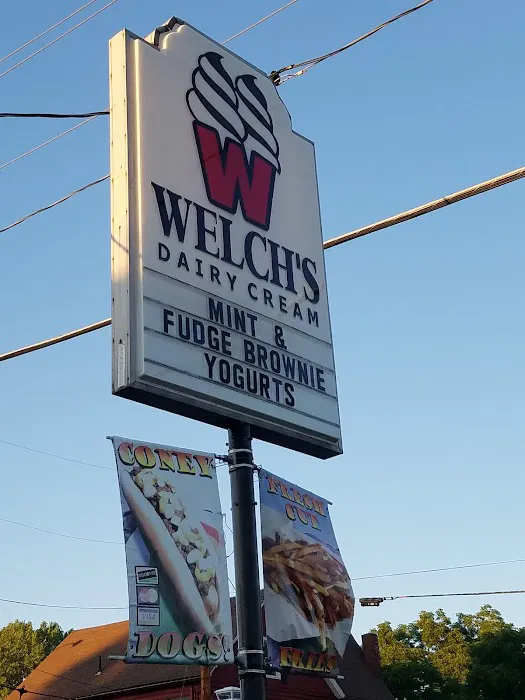 W
WELCH'S
DAIRY CREAM
MINT &
FUDGE BROWNIE
YOGURTS
CONEY
DOGS!
FRESH
CUT
FRIES